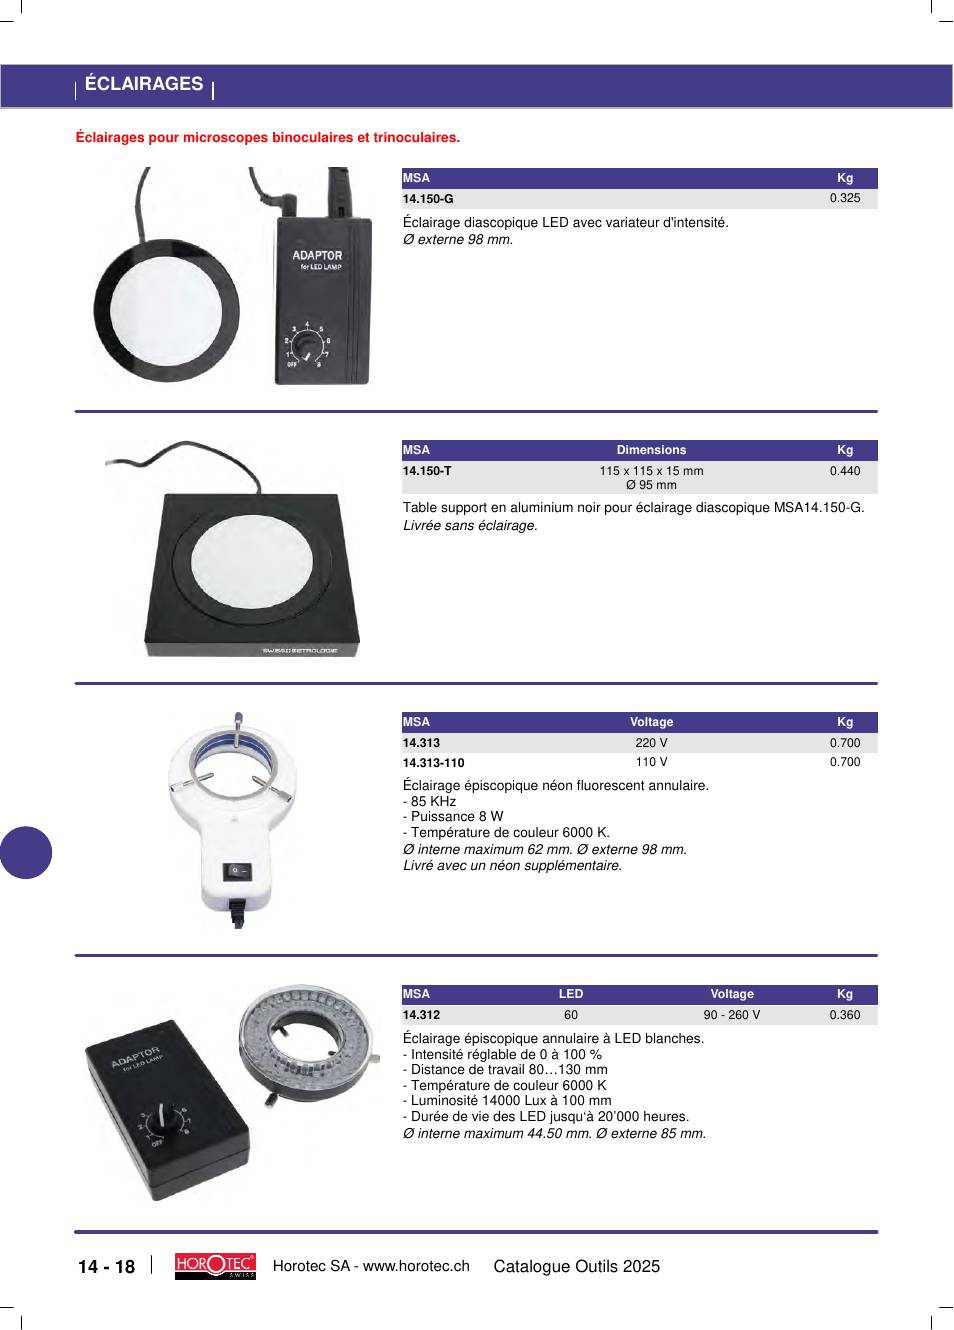 ÉCLAIRAGES
Éclairages pour microscopes binoculaires et trinoculaires.
ADAPTOR
for LED LAMP
1 2 3 4 5 6 7 8
OFF
MSA Kg
14.150-G 0.325
Éclairage diascopique LED avec variateur d'intensité.
Ø externe 98 mm.
SWISS METROLOGIE
MSA Dimensions Kg
14.150-T 115 x 115 x 15 mm 0.440
Ø 95 mm
Table support en aluminium noir pour éclairage diascopique MSA14.150-G.
Livrée sans éclairage.
MSA Voltage Kg
14.313 220 V 0.700
14.313-110 110 V 0.700
Éclairage épiscopique néon fluorescent annulaire.
- 85 KHz
- Puissance 8 W
- Température de couleur 6000 K.
Ø interne maximum 62 mm. Ø externe 98 mm.
Livré avec un néon supplémentaire.
ADAPTOR
for LED LAMP
OFF
MSA LED Voltage Kg
14.312 60 90 - 260 V 0.360
Éclairage épiscopique annulaire à LED blanches.
- Intensité réglable de 0 à 100 %
- Distance de travail 80…130 mm
- Température de couleur 6000 K
- Luminosité 14000 Lux à 100 mm
- Durée de vie des LED jusqu‘à 20’000 heures.
Ø interne maximum 44.50 mm. Ø externe 85 mm.
14 - 18
HOROTEC®
SWISS
Horotec SA - www.horotec.ch Catalogue Outils 2025